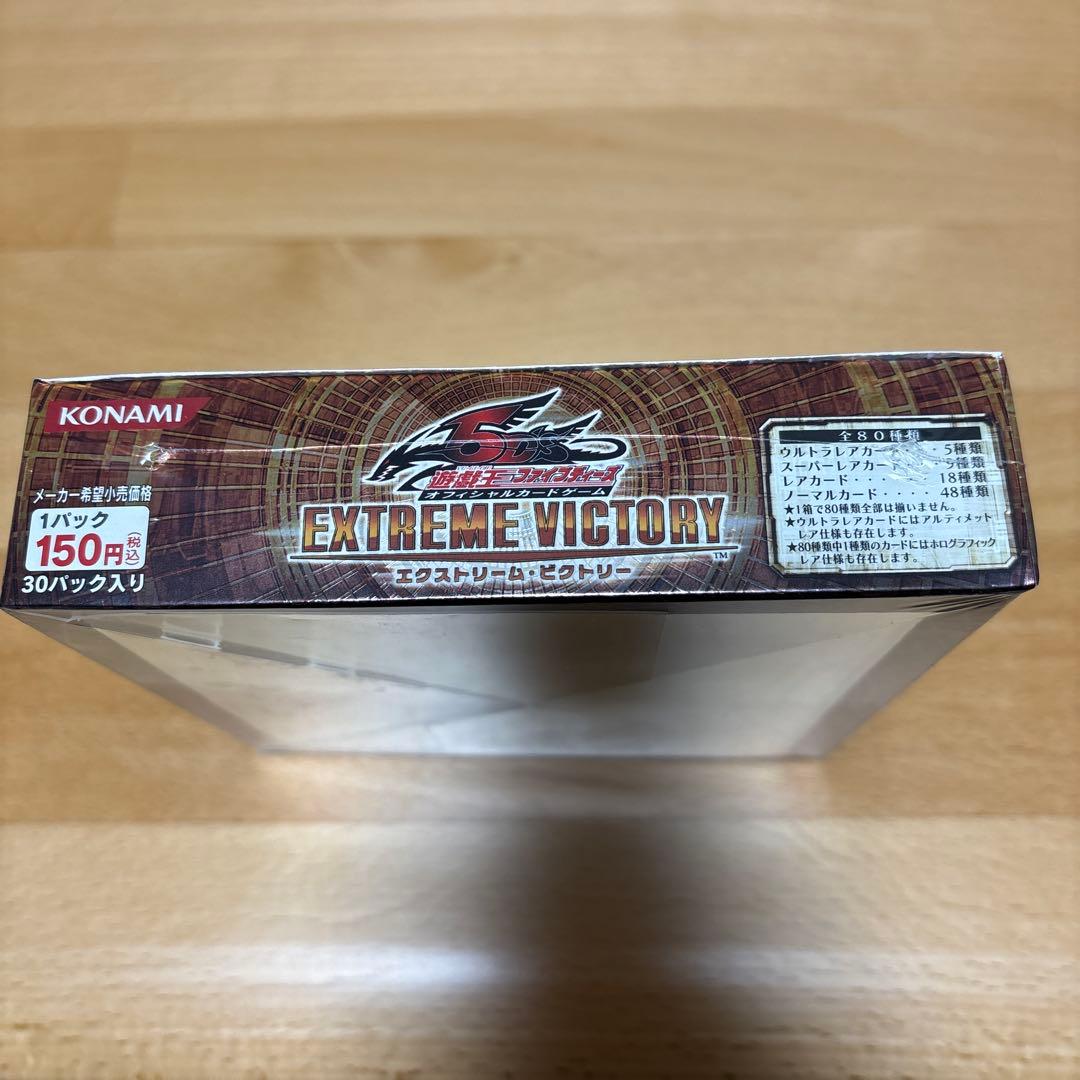 KONAMI
メーカー希望小売価格
1パック
150円(税込)
30パック入り
5D's
遊戯王ファイブディーズ
オフィシャルカードゲーム
EXTREME VICTORY™
エクストリーム・ビクトリー
全80種類
ウルトラレアカード・・5種類
スーパーレアカード・・9種類
レアカード・・・・・18種類
ノーマルカード・・・・48種類
★1箱で80種類全部は揃いません。
★ウルトラレアカードにはアルティメット
レア仕様も存在します。
★80種類中1種類のカードにはホログラフィック
レア仕様も存在します。